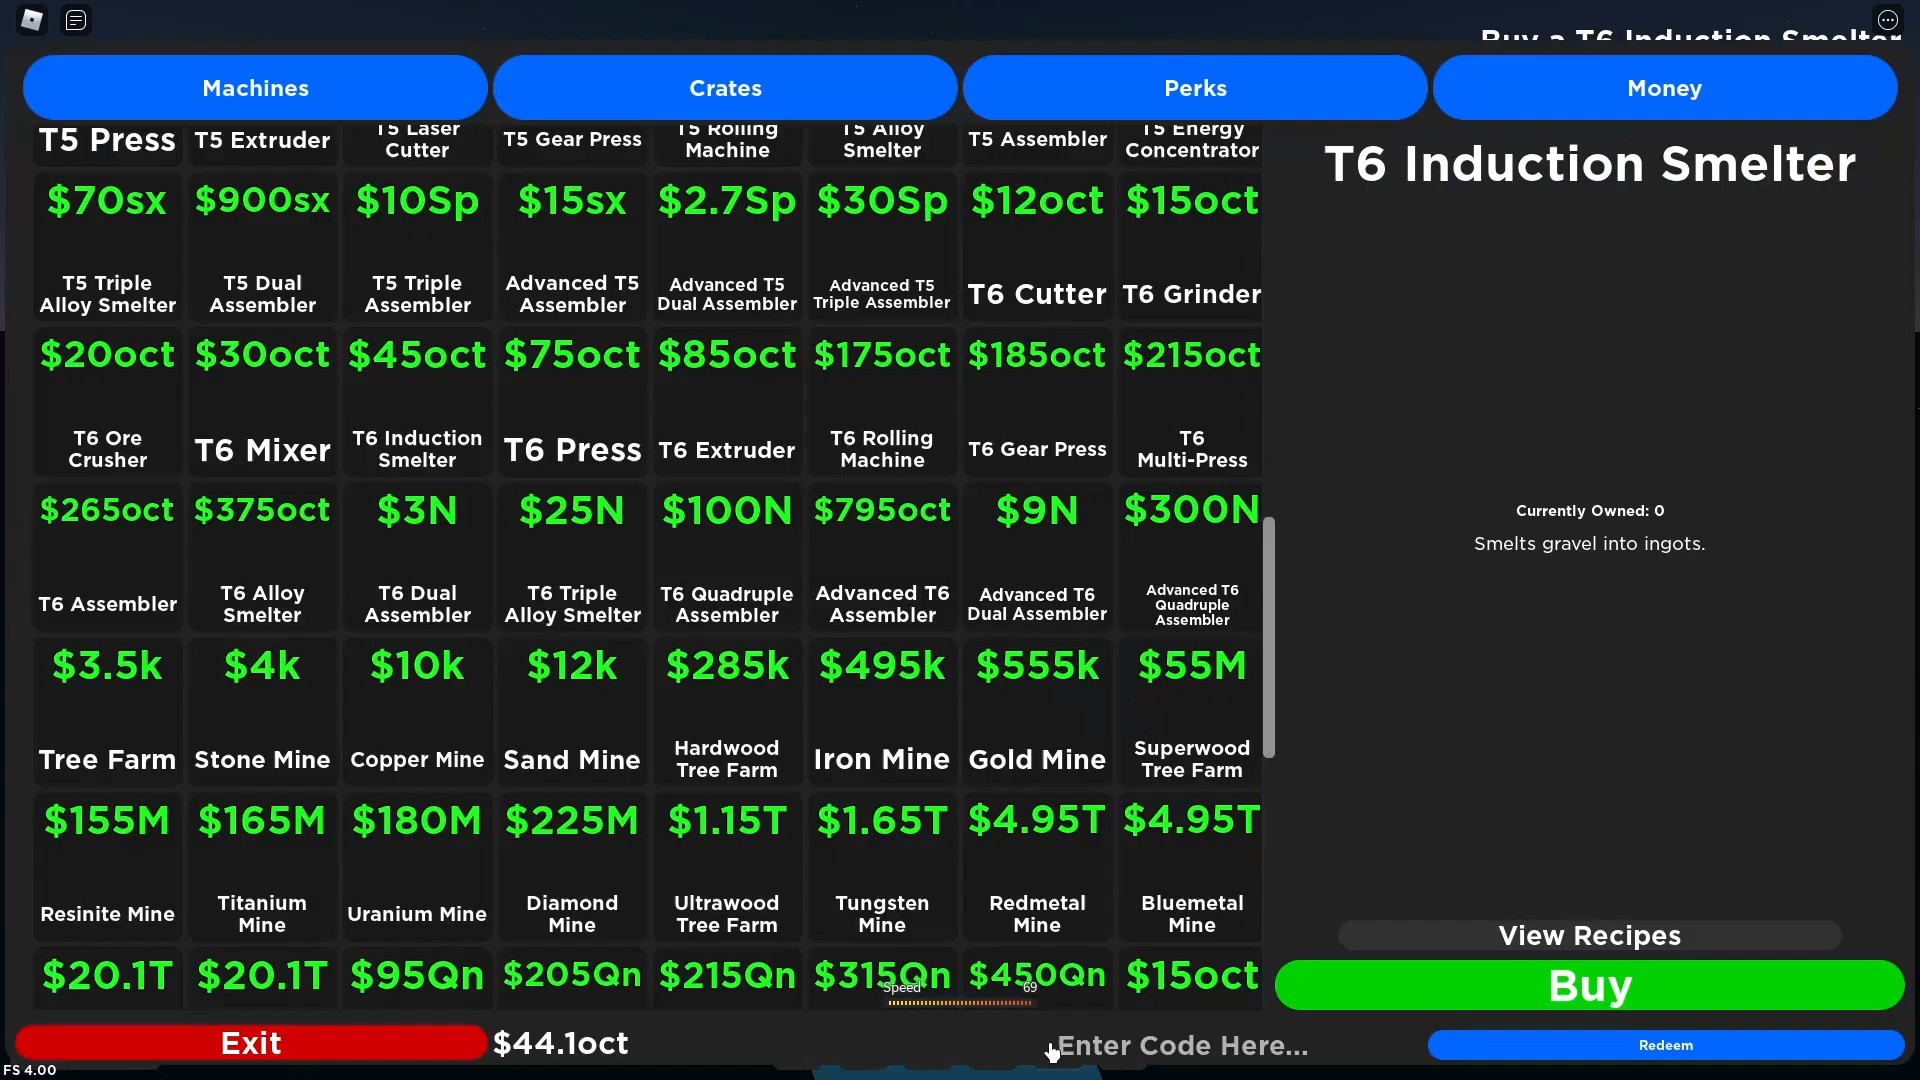 Buy a T6 Induction Smelter
Machines
Crates
Perks
Money
T5 Press
T5 Extruder
T5 Laser
Cutter
T5 Gear Press
T5 Rolling
Machine
T5 Alloy
Smelter
T5 Assembler
T5 Energy
Concentrator
$70sx
T5 Triple
Alloy Smelter
$900sx
T5 Dual
Assembler
$10Sp
T5 Triple
Assembler
$15sx
Advanced T5
Assembler
$2.7Sp
Advanced T5
Dual Assembler
$30Sp
Advanced T5
Triple Assembler
$12oct
T6 Cutter
$15oct
T6 Grinder
$20oct
T6 Ore
Crusher
$30oct
T6 Mixer
$45oct
T6 Induction
Smelter
$75oct
T6 Press
$85oct
T6 Extruder
$175oct
T6 Rolling
Machine
$185oct
T6 Gear Press
$215oct
T6
Multi-Press
$265oct
T6 Assembler
$375oct
T6 Alloy
Smelter
$3N
T6 Dual
Assembler
$25N
T6 Triple
Alloy Smelter
$100N
T6 Quadruple
Assembler
$795oct
Advanced T6
Assembler
$9N
Advanced T6
Dual Assembler
$300N
Advanced T6
Quadruple
Assembler
$3.5k
Tree Farm
$4k
Stone Mine
$10k
Copper Mine
$12k
Sand Mine
$285k
Hardwood
Tree Farm
$495k
Iron Mine
$555k
Gold Mine
$55M
Superwood
Tree Farm
$155M
Resinite Mine
$165M
Titanium
Mine
$180M
Uranium Mine
$225M
Diamond
Mine
$1.15T
Ultrawood
Tree Farm
$1.65T
Tungsten
Mine
$4.95T
Redmetal
Mine
$4.95T
Bluemetal
Mine
$20.1T
$20.1T
$95Qn
$205Qn
$215Qn
$315Qn
$450Qn
$15oct
Speed 69
T6 Induction Smelter
Currently Owned: 0
Smelts gravel into ingots.
View Recipes
Buy
Exit
$44.1oct
Enter Code Here...
Redeem
FS 4.00